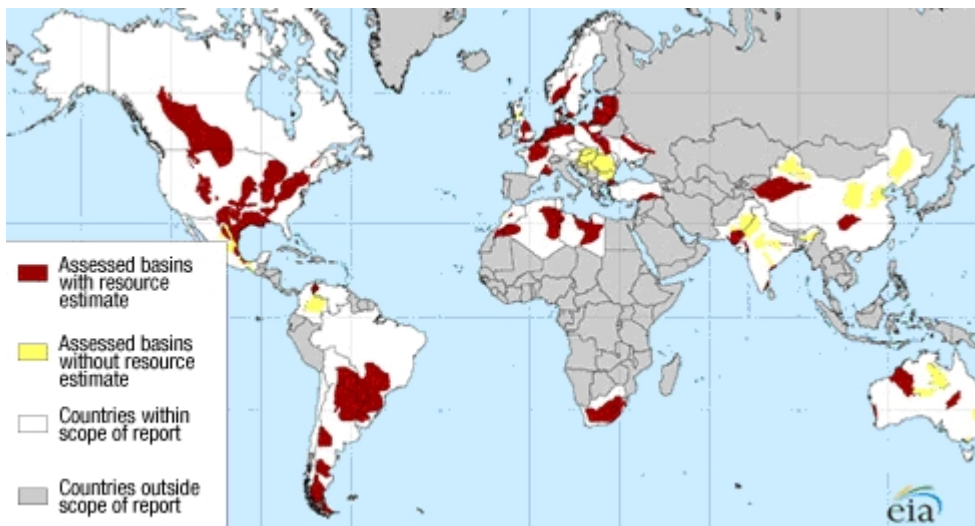 Assessed basins
with resource
estimate
Assessed basins
without resource
estimate
Countries within
scope of report
Countries outside
scope of report
eia